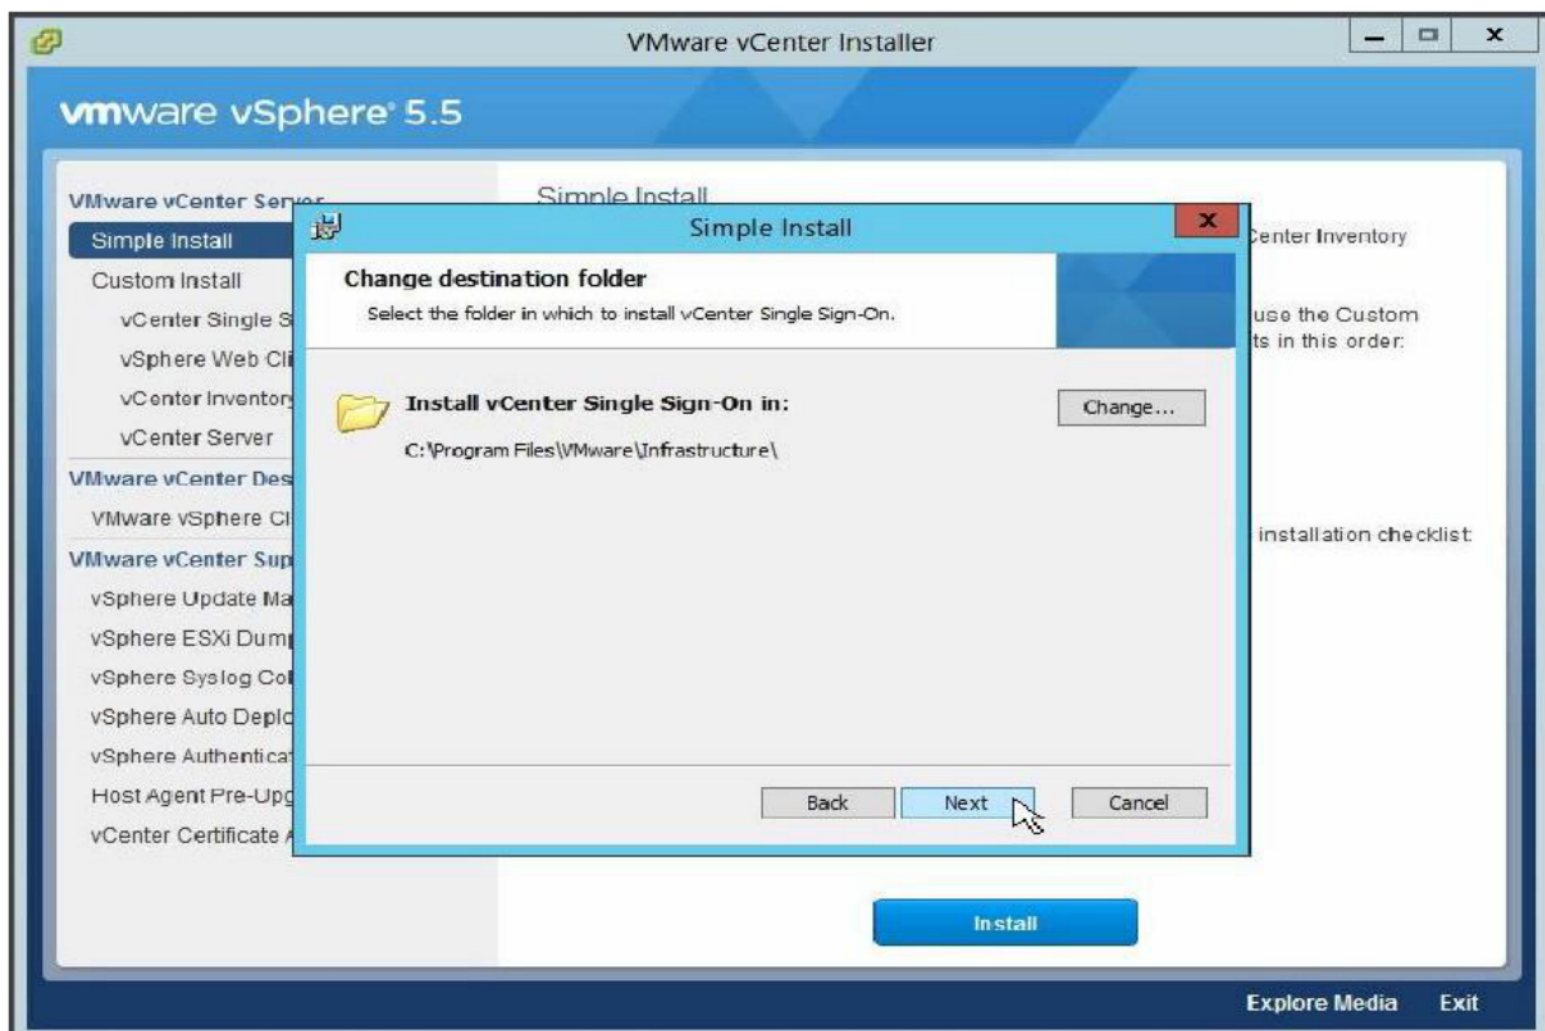 VMware vCenter Installer
vmware vSphere® 5.5
VMware vCenter Server
Simple Install
Custom Install
vCenter Single S
vSphere Web Cli
vCenter Inventory
vCenter Server
VMware vCenter Des
VMware vSphere Cl
VMware vCenter Sup
vSphere Update Ma
vSphere ESXi Dump
vSphere Syslog Col
vSphere Auto Deplo
vSphere Authenticat
Host Agent Pre-Upg
vCenter Certificate A
Simple Install
Center Inventory
use the Custom
ts in this order:
installation checklist:
Simple Install
Change destination folder
Select the folder in which to install vCenter Single Sign-On.
Install vCenter Single Sign-On in:
Change...
C:\Program Files\VMware\Infrastructure\
Back
Next
Cancel
Install
Explore Media
Exit